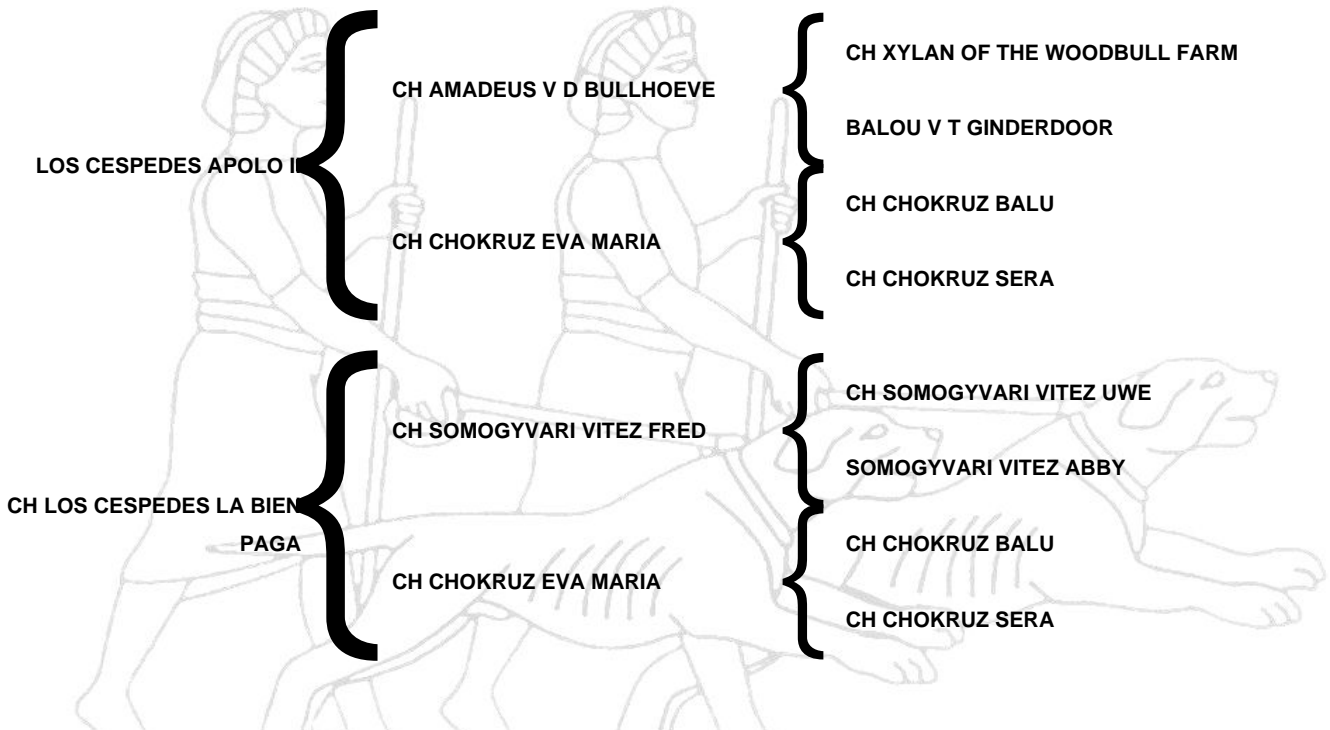 LOS CESPEDES APOLO
CH LOS CESPEDES LA BIEN
PAGA
CH AMADEUS V D BULLHOEVE
CH CHOKRUZ EVA MARIA
CH SOMOGYVARI VITEZ FRED
CH CHOKRUZ EVA MARIA
CH XYLAN OF THE WOODBULL FARM
BALOU V T GINDERDOOR
CH CHOKRUZ BALU
CH CHOKRUZ SERA
CH SOMOGYVARI VITEZ UWE
SOMOGYVARI VITEZ ABBY
CH CHOKRUZ BALU
CH CHOKRUZ SERA